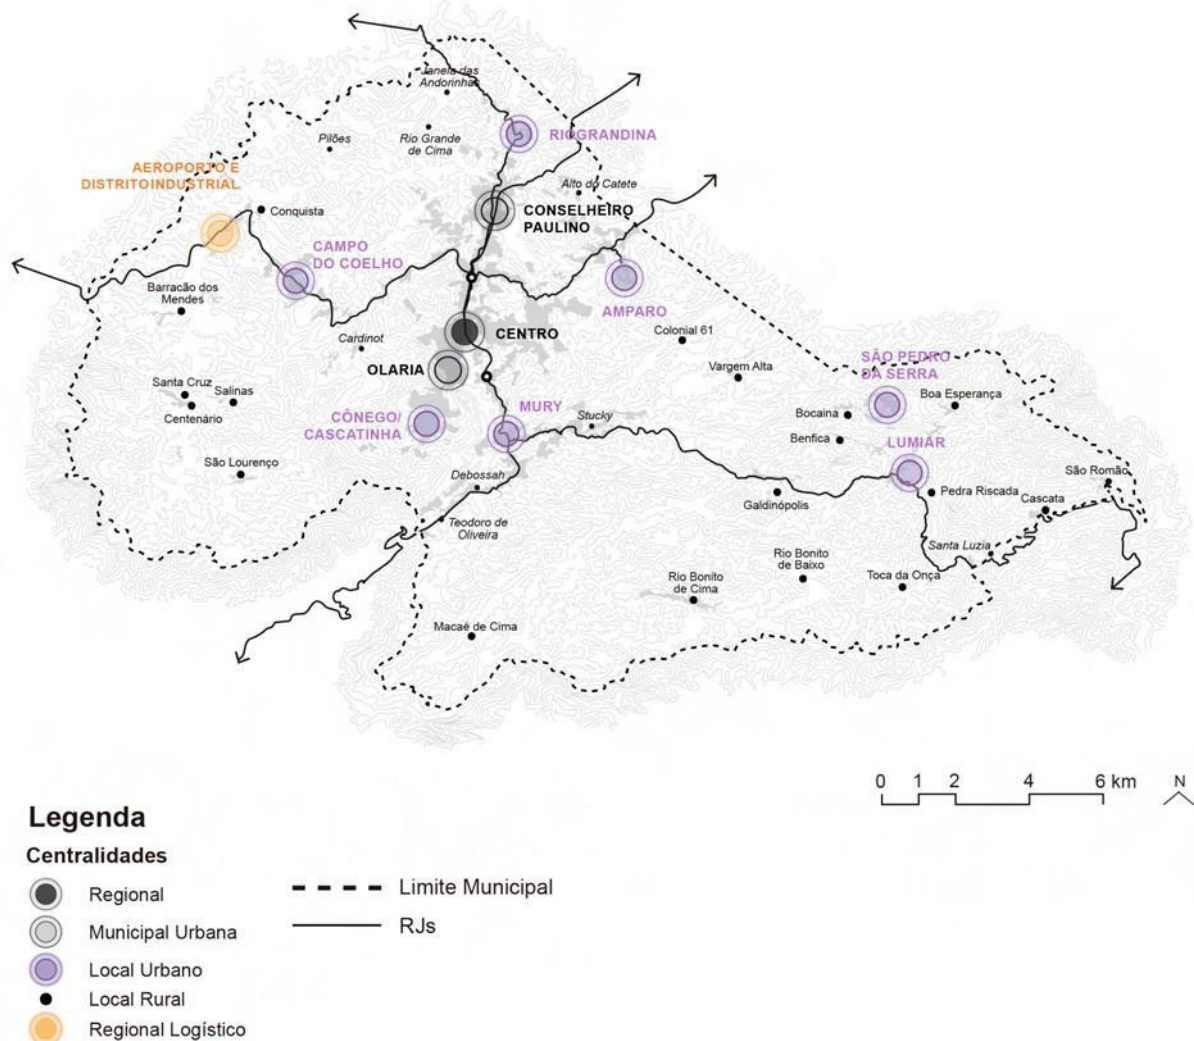 Janela das
Andorinhas
RIOGRANDINA
Pilões
Rio Grande
de Cima
AEROPORTO E
DISTRITOINDUSTRIAL
Alto do Catete
Conquista
CONSELHEIRO
PAULINO
CAMPO
DO COELHO
Barracão dos
Mendes
AMPARO
Cardinot
CENTRO
Colonial 61
OLARIA
Vargem Alta
SÃO PEDRO
DA SERRA
Santa Cruz
Salinas
Centenário
Boa Esperança
CÔNEGO/
CASCATINHA
MURY
Stucky
Bocaina
Benfica
LUMIAR
São Lourenço
Debossah
São Romão
Galdinópolis
Pedra Riscada
Cascata
Teodoro de
Oliveira
Santa Luzia
Rio Bonito
de Baixo
Rio Bonito
de Cima
Toca da Onça
Macaé de Cima
0 1 2 4 6 km
N
Legenda
Centralidades
Regional
Limite Municipal
Municipal Urbana
RJs
Local Urbano
Local Rural
Regional Logístico